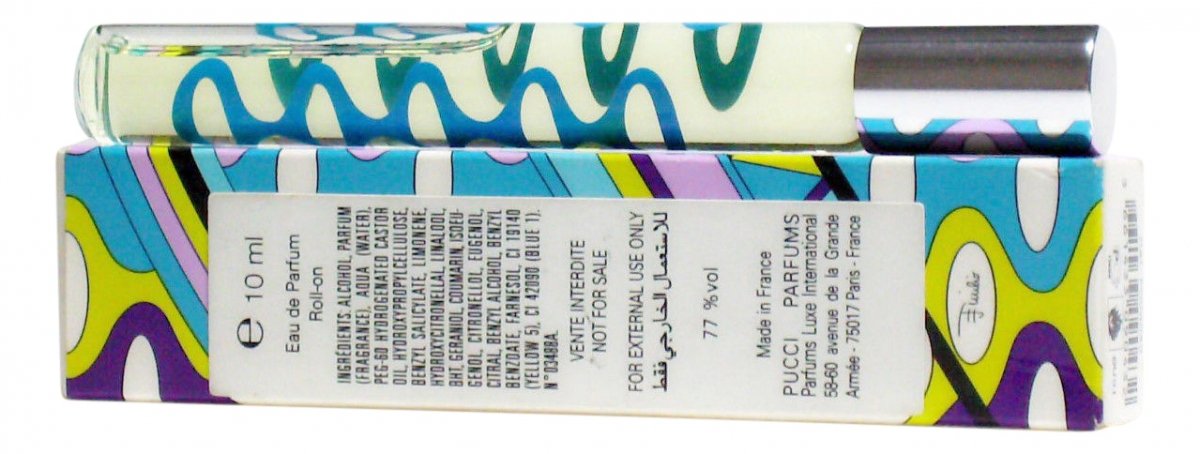 e 10 ml
Eau de Parfum
Roll-on
INGRÉDIENTS: ALCOHOL, PARFUM
(FRAGRANCE), AQUA (WATER),
PEG-60 HYDROGENATED CASTOR
OIL, HYDROXYPROPYLCELLULOSE,
BENZYL SALICYLATE, LIMONENE,
HYDROXYCITRONELLAL, LINALOOL,
BHT, GERANIOL, COUMARIN, ISOEU-
GENOL, CITRONELLOL, EUGENOL,
CITRAL, BENZYL ALCOHOL, BENZYL
BENZOATE, FARNESOL, CI 19140
(YELLOW 5), CI 42090 (BLUE 1).
N°03488A
VENTE INTERDITE
NOT FOR SALE
FOR EXTERNAL USE ONLY
للاستعمال الخارجي فقط
77 %vol
Made in France
PUCCI PARFUMS
Parfums Luxe International
58-60 avenue de la Grande
Armée - 75017 Paris - France